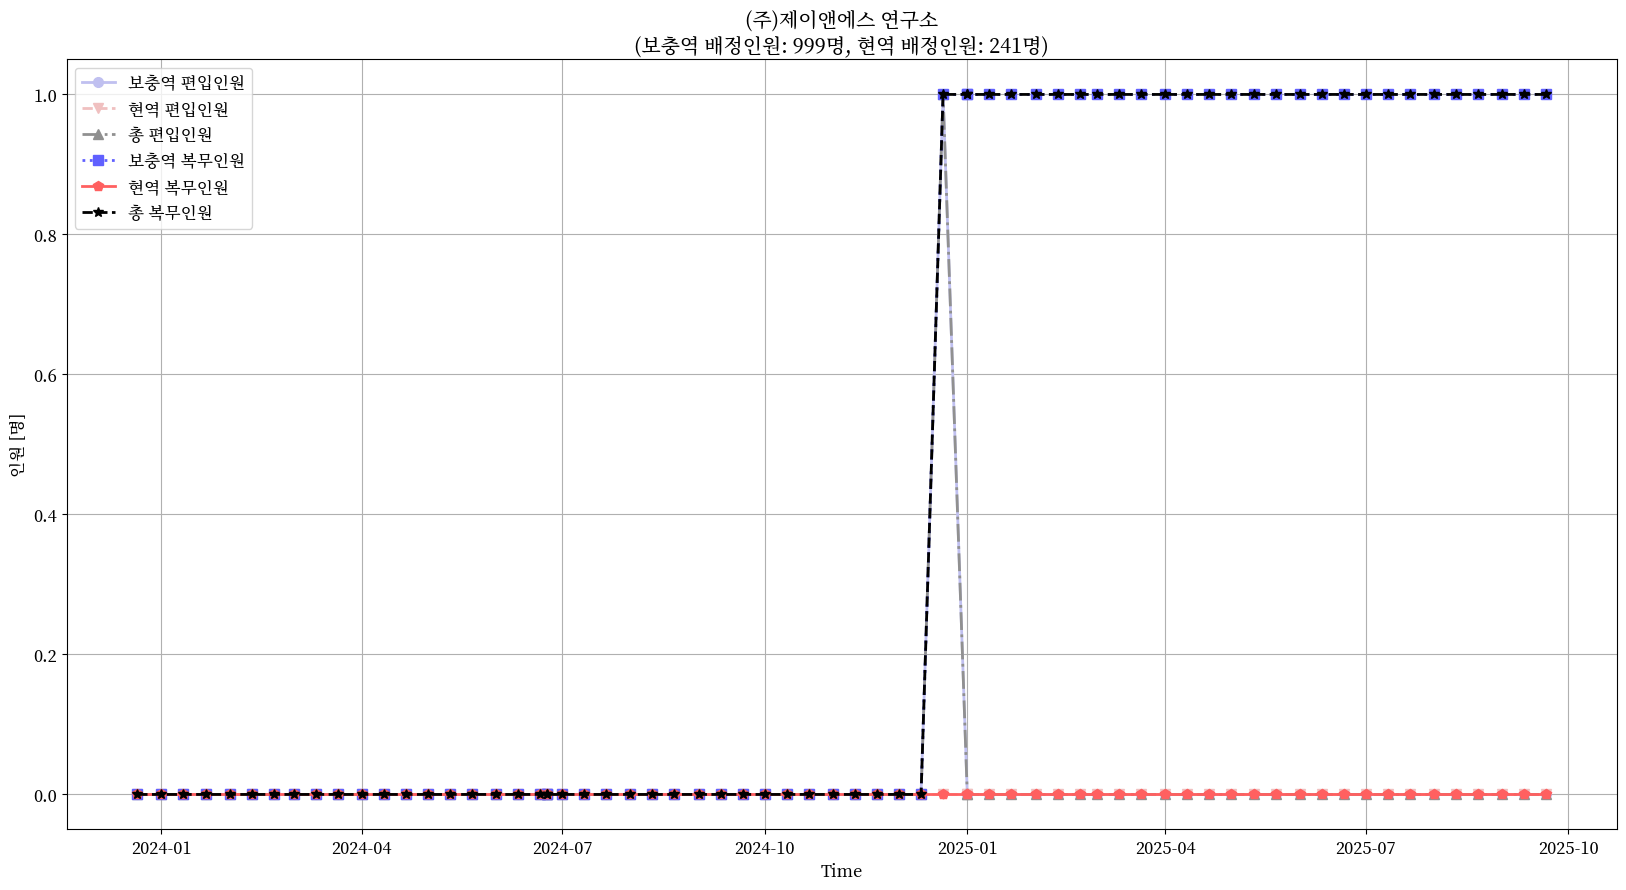 (주)제이앤에스 연구소
(보충역 배정인원: 999명, 현역 배정인원: 241명)
보충역 편입인원
현역 편입인원
총 편입인원
보충역 복무인원
현역 복무인원
총 복무인원
1.0
0.8
0.6
0.4
0.2
0.0
인원 [명]
2024-01 2024-04 2024-07 2024-10 2025-01 2025-04 2025-07 2025-10
Time